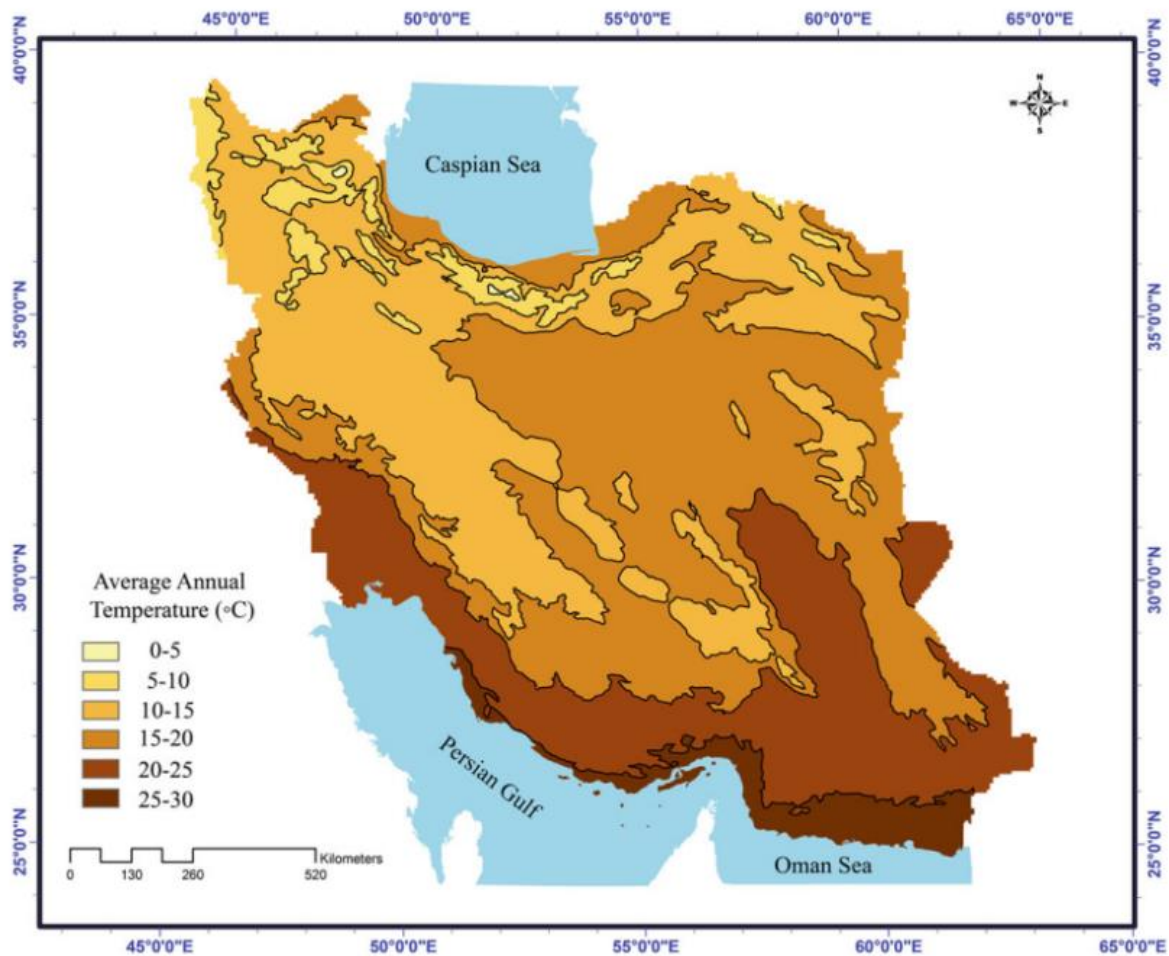 45°0'0"E 50°0'0"E 55°0'0"E 60°0'0"E 65°0'0"E
40°0'0"N
40°0'0"N
N
W E
S
Caspian Sea
35°0'0"N
35°0'0"N
30°0'0"N
30°0'0"N
Average Annual
Temperature (°C)
0-5
5-10
10-15
15-20
20-25
25-30
Persian Gulf
Oman Sea
25°0'0"N
25°0'0"N
Kilometers
0 130 260 520
45°0'0"E 50°0'0"E 55°0'0"E 60°0'0"E 65°0'0"E